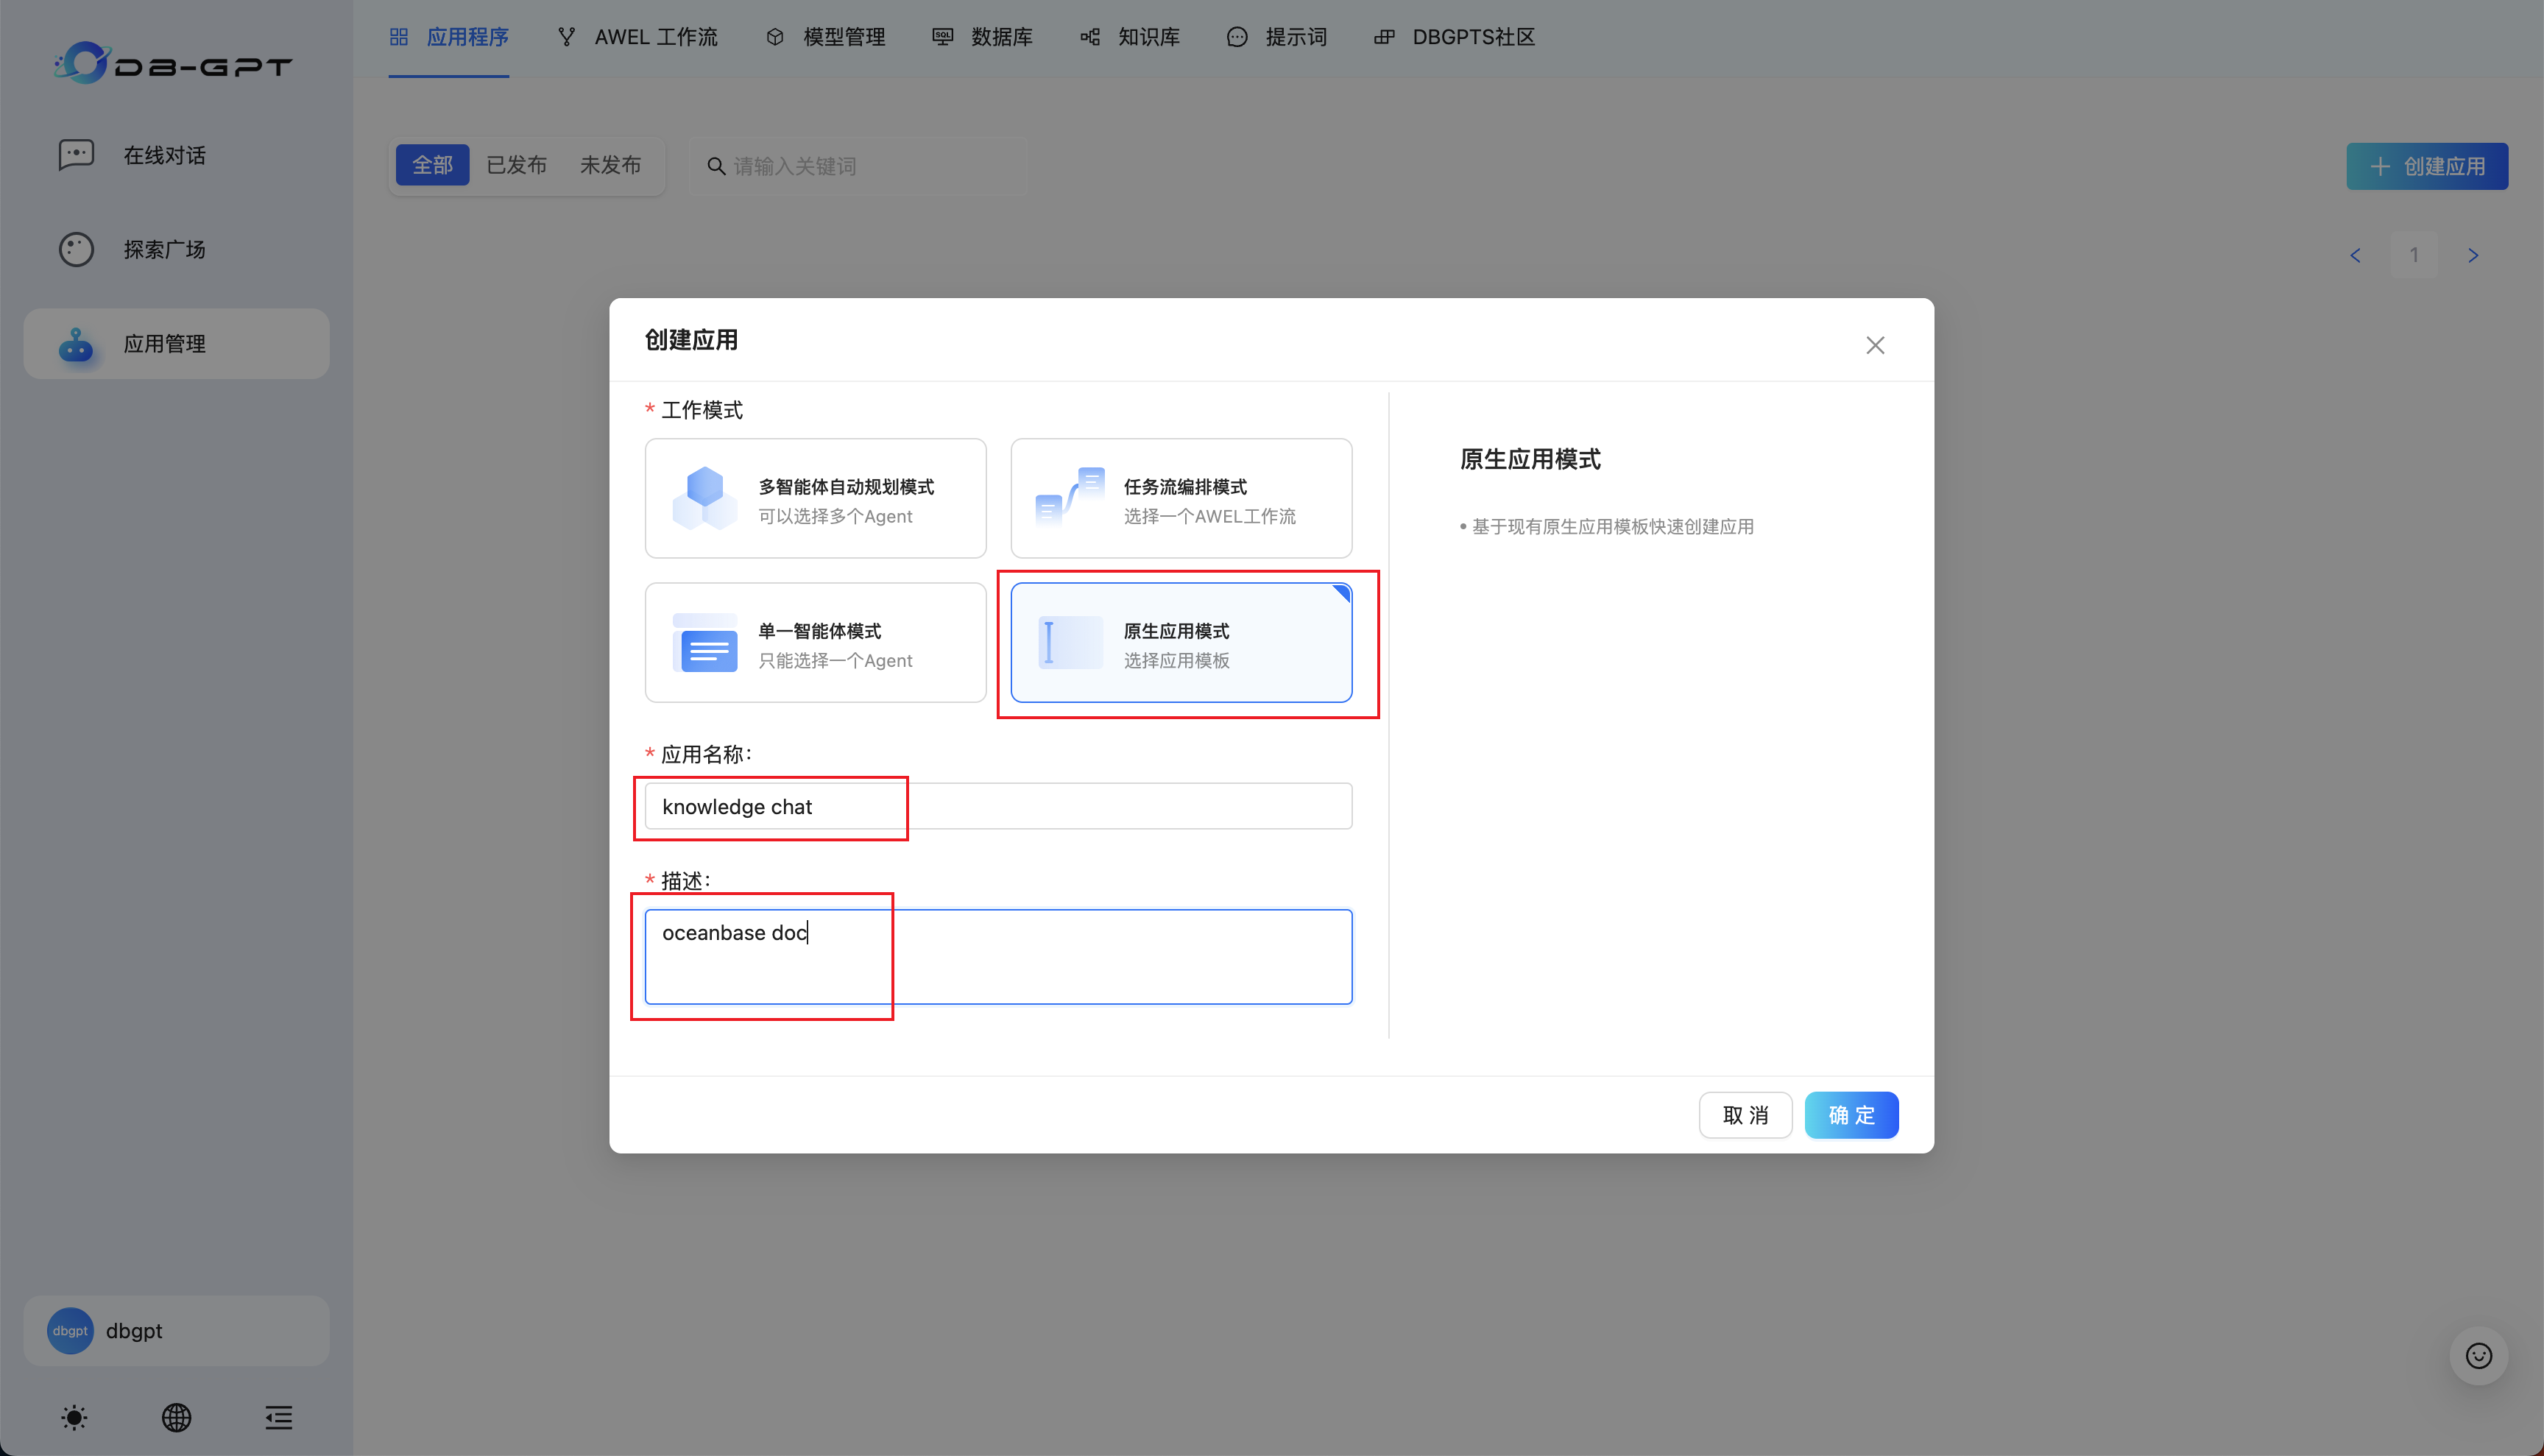 DB-GPT
应用程序
AWEL 工作流
模型管理
数据库
知识库
提示词
DBGPTS社区
在线对话
探索广场
应用管理
全部
已发布
未发布
请输入关键词
+ 创建应用
< 1 >
创建应用
* 工作模式
多智能体自动规划模式
可以选择多个Agent
任务流编排模式
选择一个AWEL工作流
单一智能体模式
只能选择一个Agent
原生应用模式
选择应用模板
* 应用名称:
knowledge chat
* 描述:
oceanbase doc
原生应用模式
• 基于现有原生应用模板快速创建应用
取 消
确 定
dbgpt
dbgpt
SQL